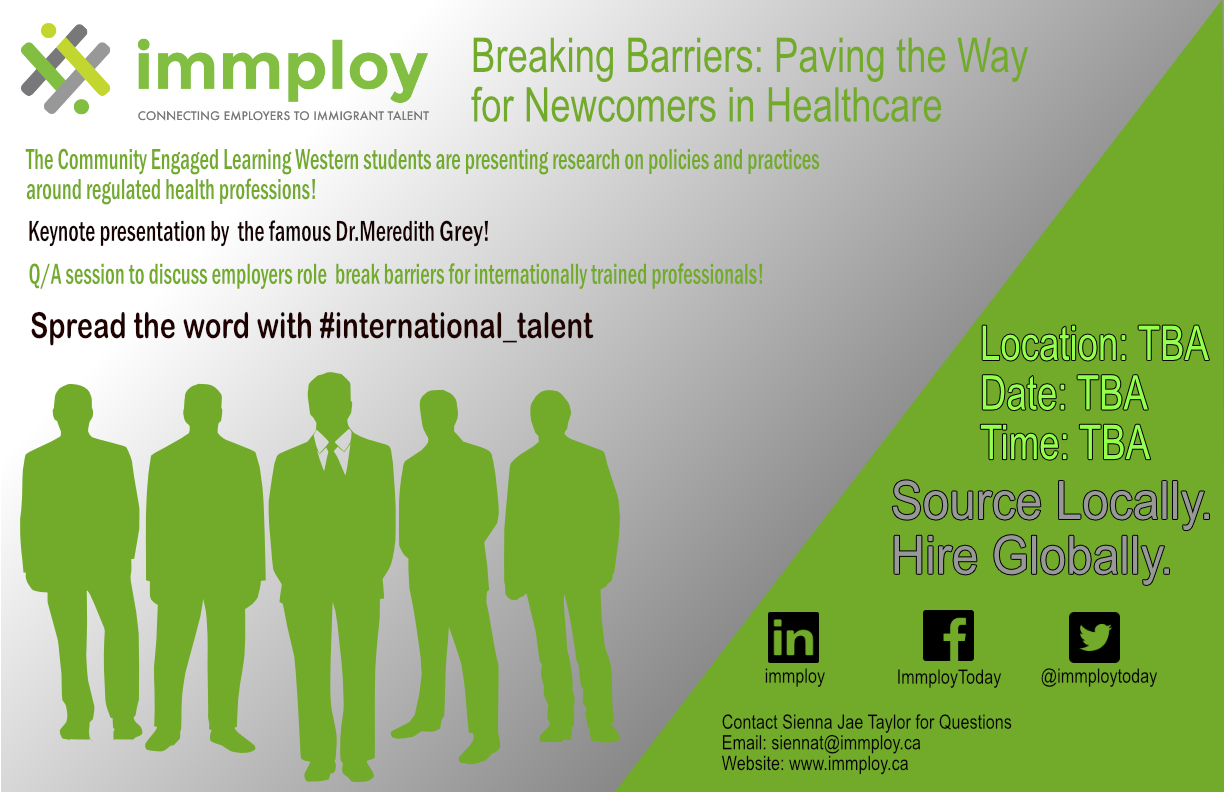 immploy
CONNECTING EMPLOYERS TO IMMIGRANT TALENT
Breaking Barriers: Paving the Way
for Newcomers in Healthcare
The Community Engaged Learning Western students are presenting research on policies and practices
around regulated health professions!
Keynote presentation by the famous Dr.Meredith Grey!
Q/A session to discuss employers role break barriers for internationally trained professionals!
Spread the word with #international_talent
Location: TBA
Date: TBA
Time: TBA
Source Locally.
Hire Globally.
in
f
immploy
ImmployToday
@immploytoday
Contact Sienna Jae Taylor for Questions
Email: siennat@immploy.ca
Website: www.immploy.ca